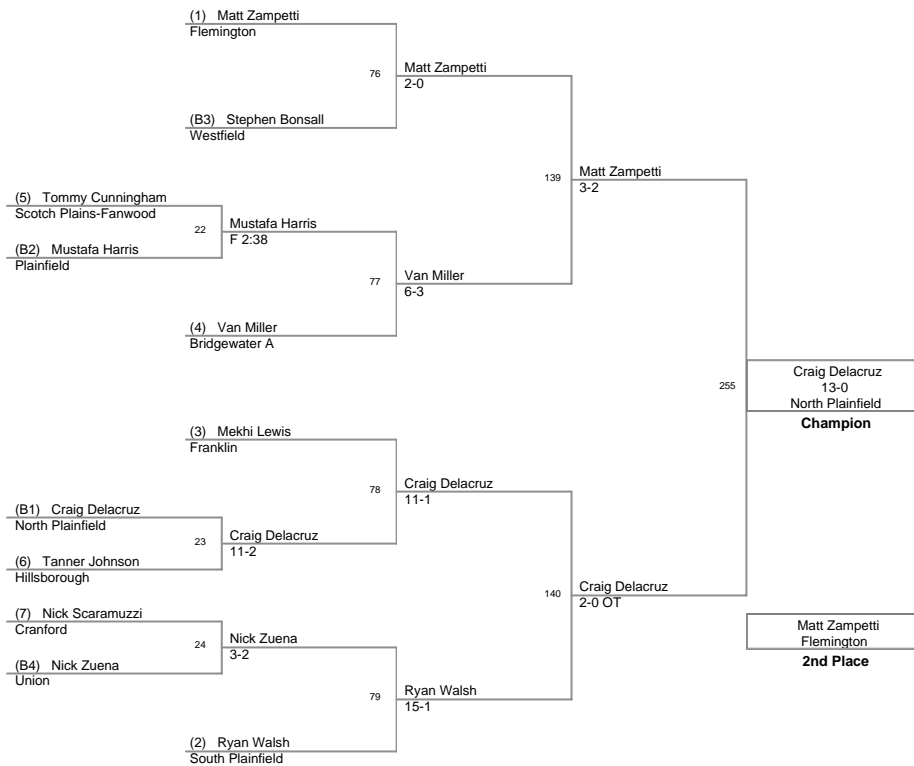 (1) Matt Zampetti
Flemington
76
Matt Zampetti
2-0
(B3) Stephen Bonsall
Westfield
139
Matt Zampetti
3-2
(5) Tommy Cunningham
Scotch Plains-Fanwood
22
Mustafa Harris
F 2:38
(B2) Mustafa Harris
Plainfield
77
Van Miller
6-3
(4) Van Miller
Bridgewater A
255
Craig Delacruz
13-0
North Plainfield
Champion
(3) Mekhi Lewis
Franklin
78
Craig Delacruz
11-1
(B1) Craig Delacruz
North Plainfield
23
Craig Delacruz
11-2
(6) Tanner Johnson
Hillsborough
140
Craig Delacruz
2-0 OT
(7) Nick Scaramuzzi
Cranford
24
Nick Zuena
3-2
(B4) Nick Zuena
Union
79
Ryan Walsh
15-1
(2) Ryan Walsh
South Plainfield
Matt Zampetti
Flemington
2nd Place